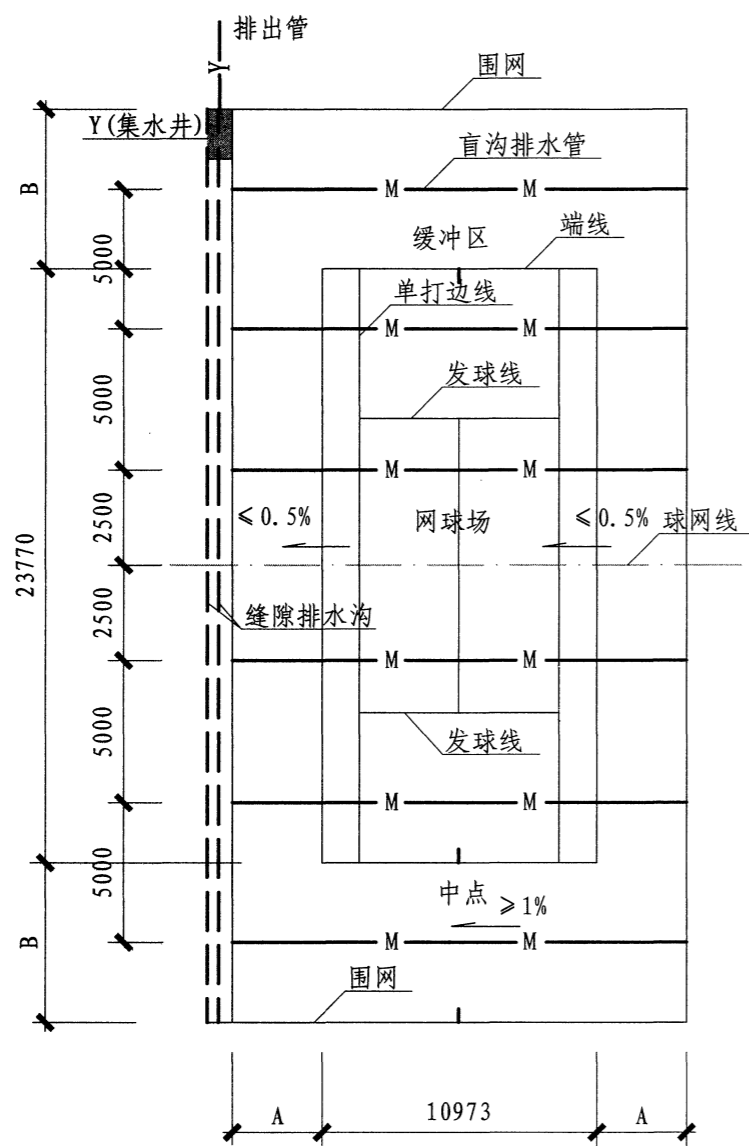 排出管
Y
围网
Y(集水井)
盲沟排水管
M M
B
缓冲区
端线
5000
单打边线
M M
5000
发球线
M M
≤0.5%
网球场
≤0.5%
球网线
2500
23770
2500
缝隙排水沟
M M
发球线
5000
M M
5000
中点
≥1%
M M
B
围网
A
10973
A